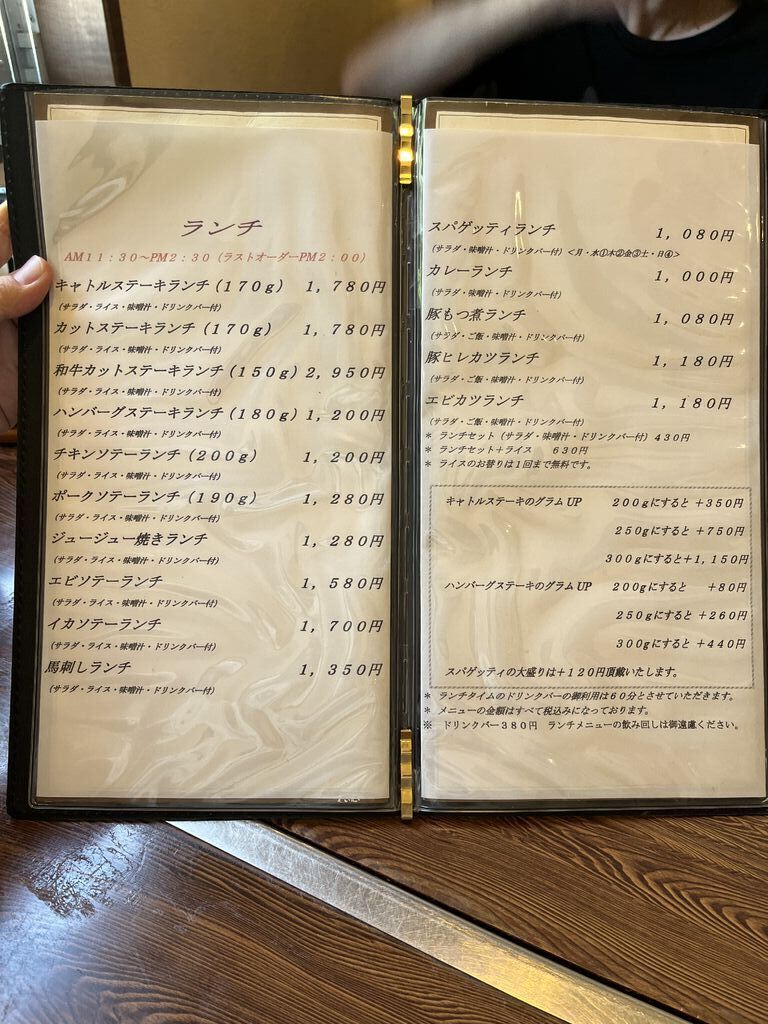 ランチ
AM11:30～PM2:30（ラストオーダーPM2:00）
キャトルステーキランチ（170g） 1,780円
（サラダ・ライス・味噌汁・ドリンクバー付）
カットステーキランチ（170g） 1,780円
（サラダ・ライス・味噌汁・ドリンクバー付）
和牛カットステーキランチ（150g） 2,950円
（サラダ・ライス・味噌汁・ドリンクバー付）
ハンバーグステーキランチ（180g） 1,200円
（サラダ・ライス・味噌汁・ドリンクバー付）
チキンソテーランチ（200g） 1,200円
（サラダ・ライス・味噌汁・ドリンクバー付）
ポークソテーランチ（190g） 1,280円
（サラダ・ライス・味噌汁・ドリンクバー付）
ジュージュー焼きランチ 1,280円
（サラダ・ライス・味噌汁・ドリンクバー付）
エビソテーランチ 1,580円
（サラダ・ライス・味噌汁・ドリンクバー付）
イカソテーランチ 1,700円
（サラダ・ライス・味噌汁・ドリンクバー付）
馬刺しランチ 1,350円
（サラダ・ライス・味噌汁・ドリンクバー付）
スパゲッティランチ 1,080円
（サラダ・味噌汁・ドリンクバー付）＜月・水①木②金③土・日④＞
カレーランチ 1,000円
（サラダ・味噌汁・ドリンクバー付）
豚もつ煮ランチ 1,080円
（サラダ・ご飯・味噌汁・ドリンクバー付）
豚ヒレカツランチ 1,180円
（サラダ・ご飯・味噌汁・ドリンクバー付）
エビカツランチ 1,180円
（サラダ・ご飯・味噌汁・ドリンクバー付）
＊ ランチセット（サラダ・味噌汁・ドリンクバー付）430円
＊ ランチセット＋ライス 630円
＊ ライスのお替りは1回まで無料です。
キャトルステーキのグラムUP 200gにすると＋350円
250gにすると＋750円
300gにすると＋1,150円
ハンバーグステーキのグラムUP 200gにすると ＋80円
250gにすると＋260円
300gにすると＋440円
スパゲッティの大盛りは＋120円頂戴いたします。
＊ ランチタイムのドリンクバーの御利用は60分とさせていただきます。
＊ メニューの金額はすべて税込みになっております。
※ ドリンクバー380円 ランチメニューの飲み回しは御遠慮ください。